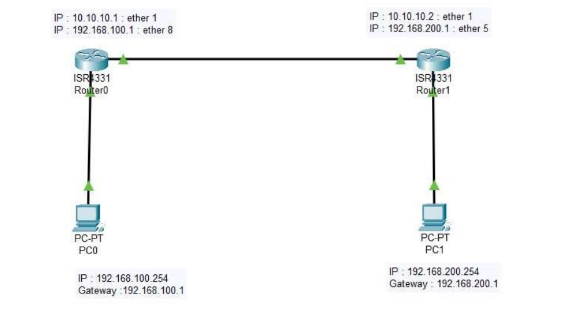 IP : 10.10.10.1 : ether 1
IP : 192.168.100.1 : ether 8
IP : 10.10.10.2 : ether 1
IP : 192.168.200.1 : ether 5
ISR4331
Router0
ISR4331
Router1
PC-PT
PC0
PC-PT
PC1
IP : 192.168.100.254
Gateway :192.168.100.1
IP : 192.168.200.254
Gateway : 192.168.200.1